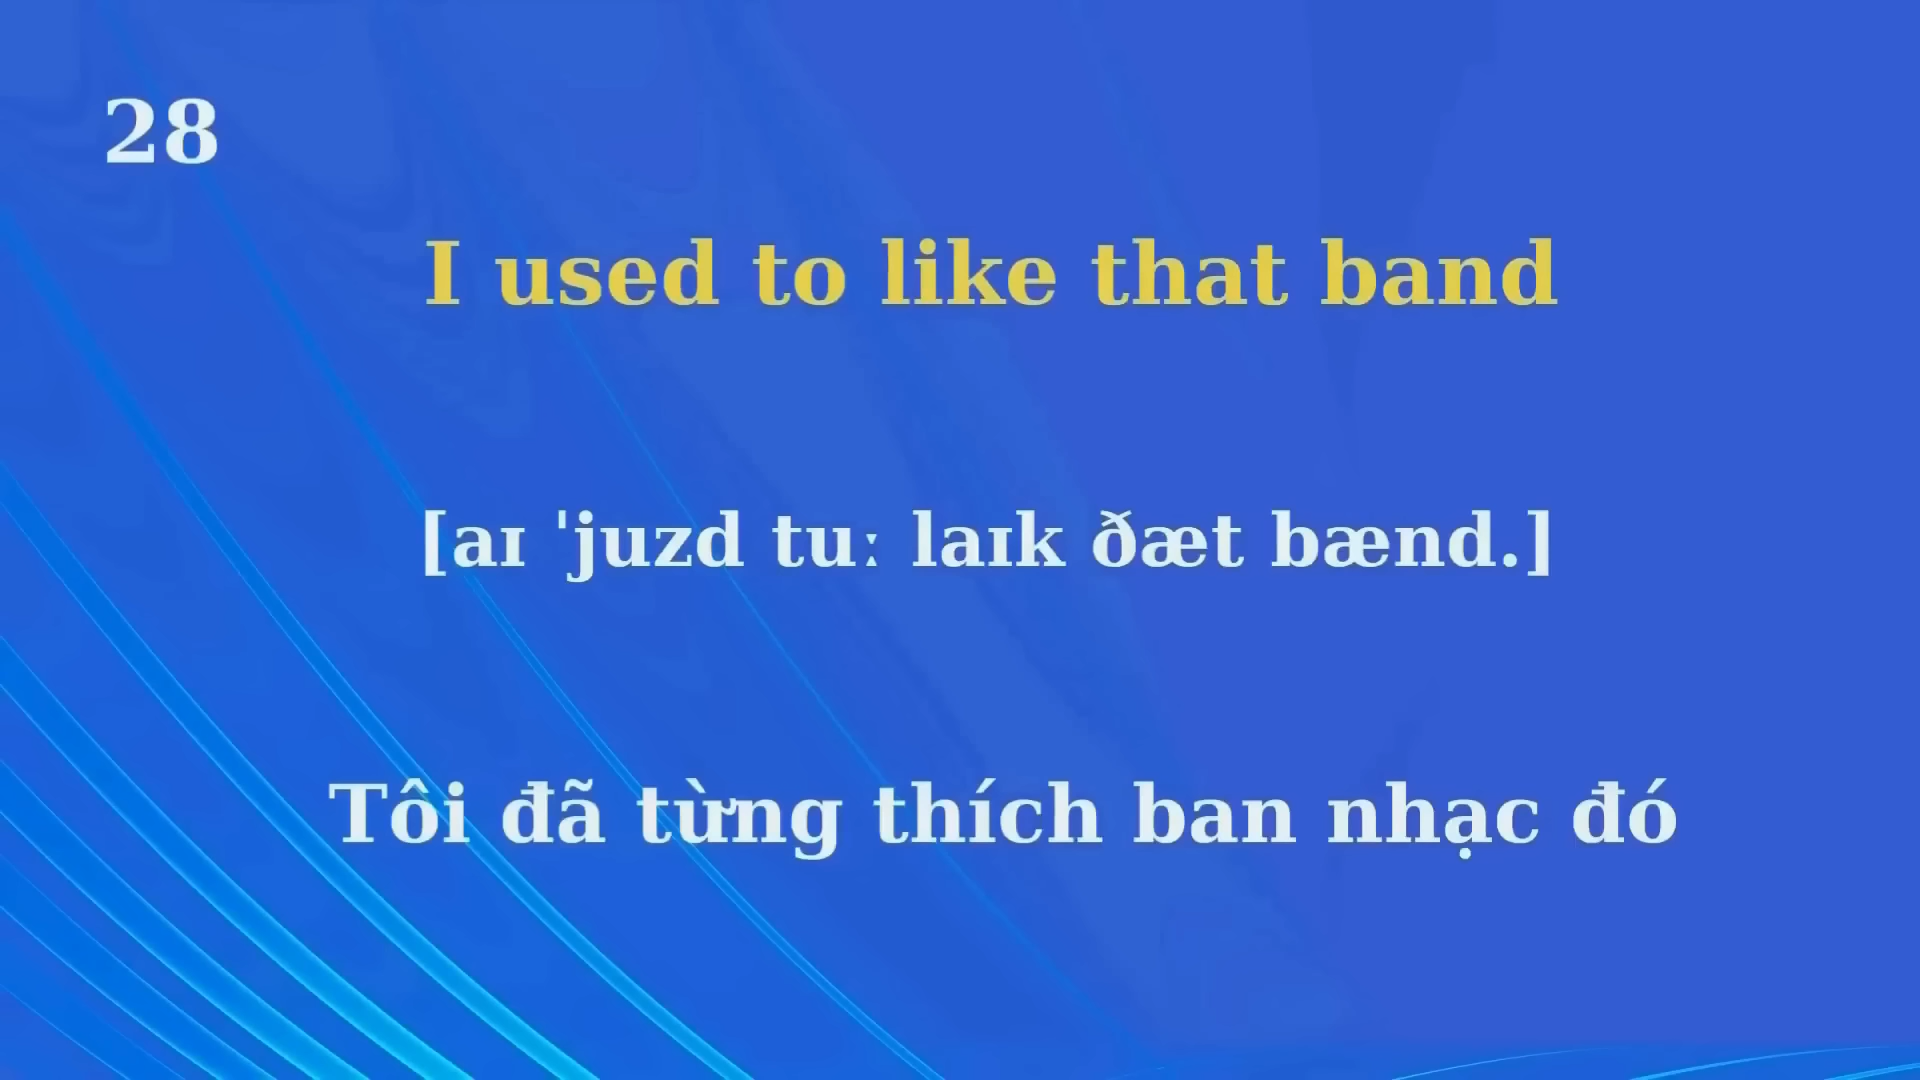 28
I used to like that band
[aɪ ˈjuzd tuː laɪk ðæt bænd.]
Tôi đã từng thích ban nhạc đó